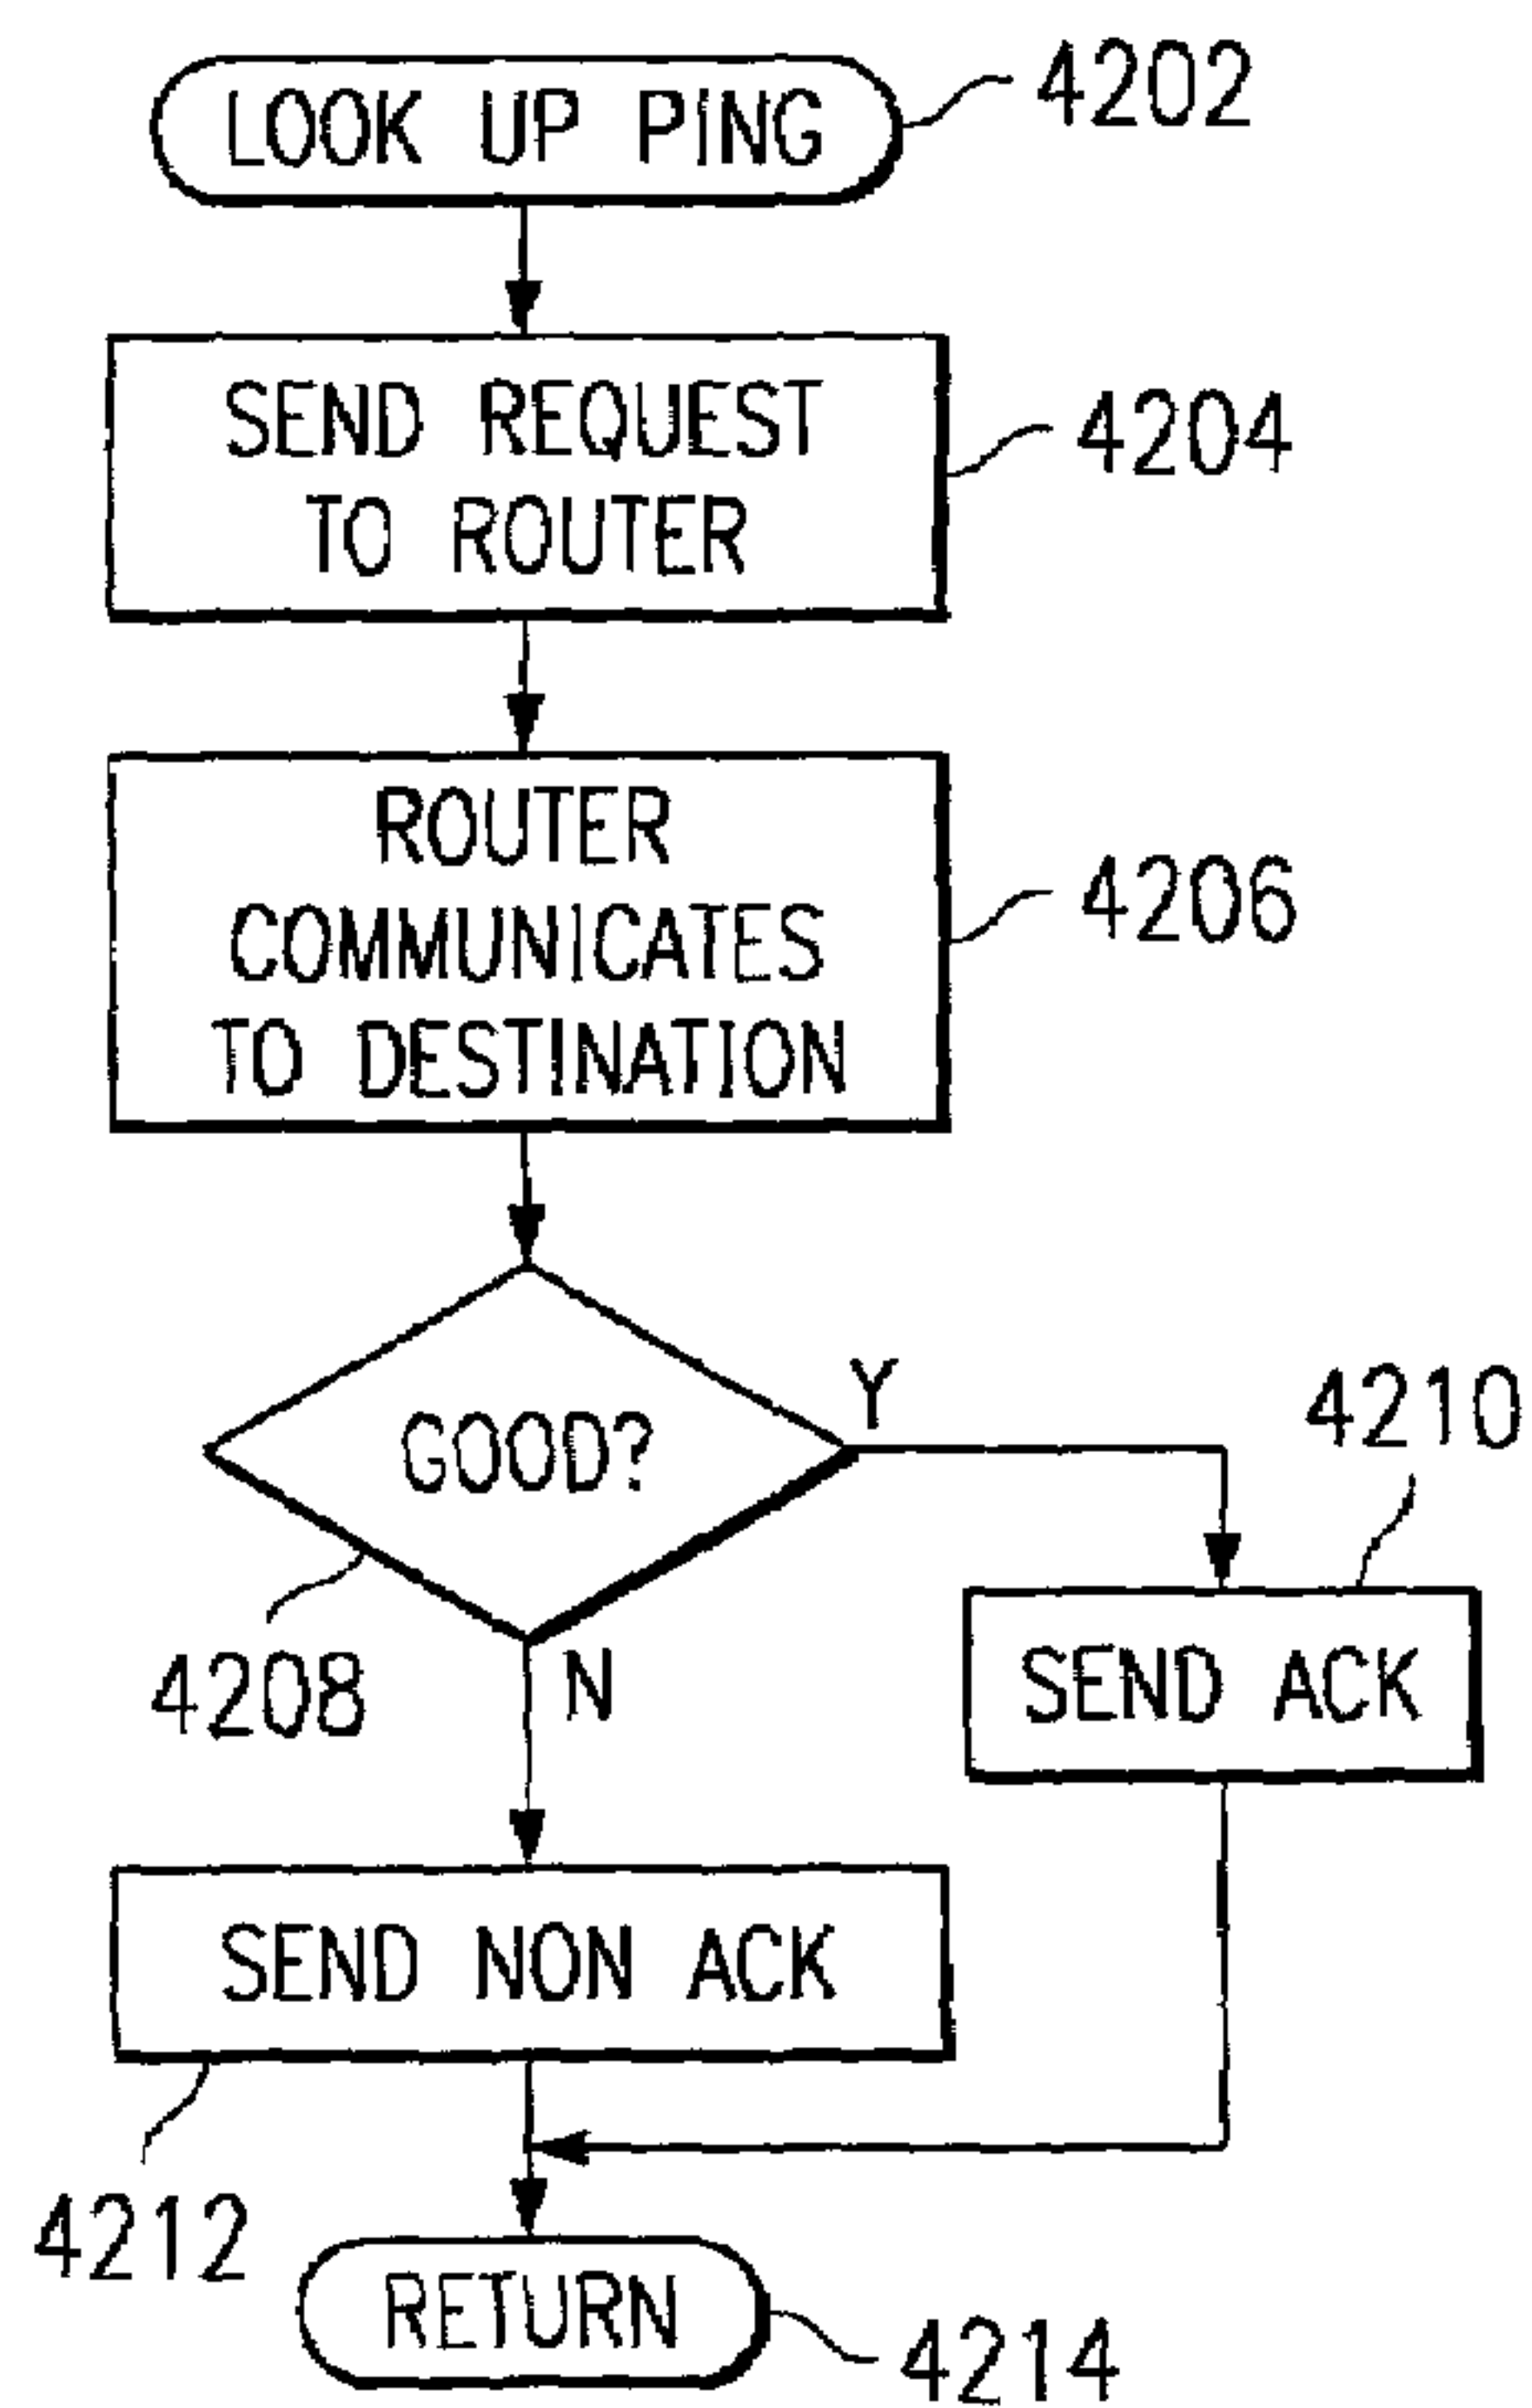 LOOK UP PING
4202
SEND REQUEST
TO ROUTER
4204
ROUTER
COMMUNICATES
TO DESTINATION
4206
GOOD?
Y
4210
4208
N
SEND ACK
SEND NON ACK
4212
RETURN
4214